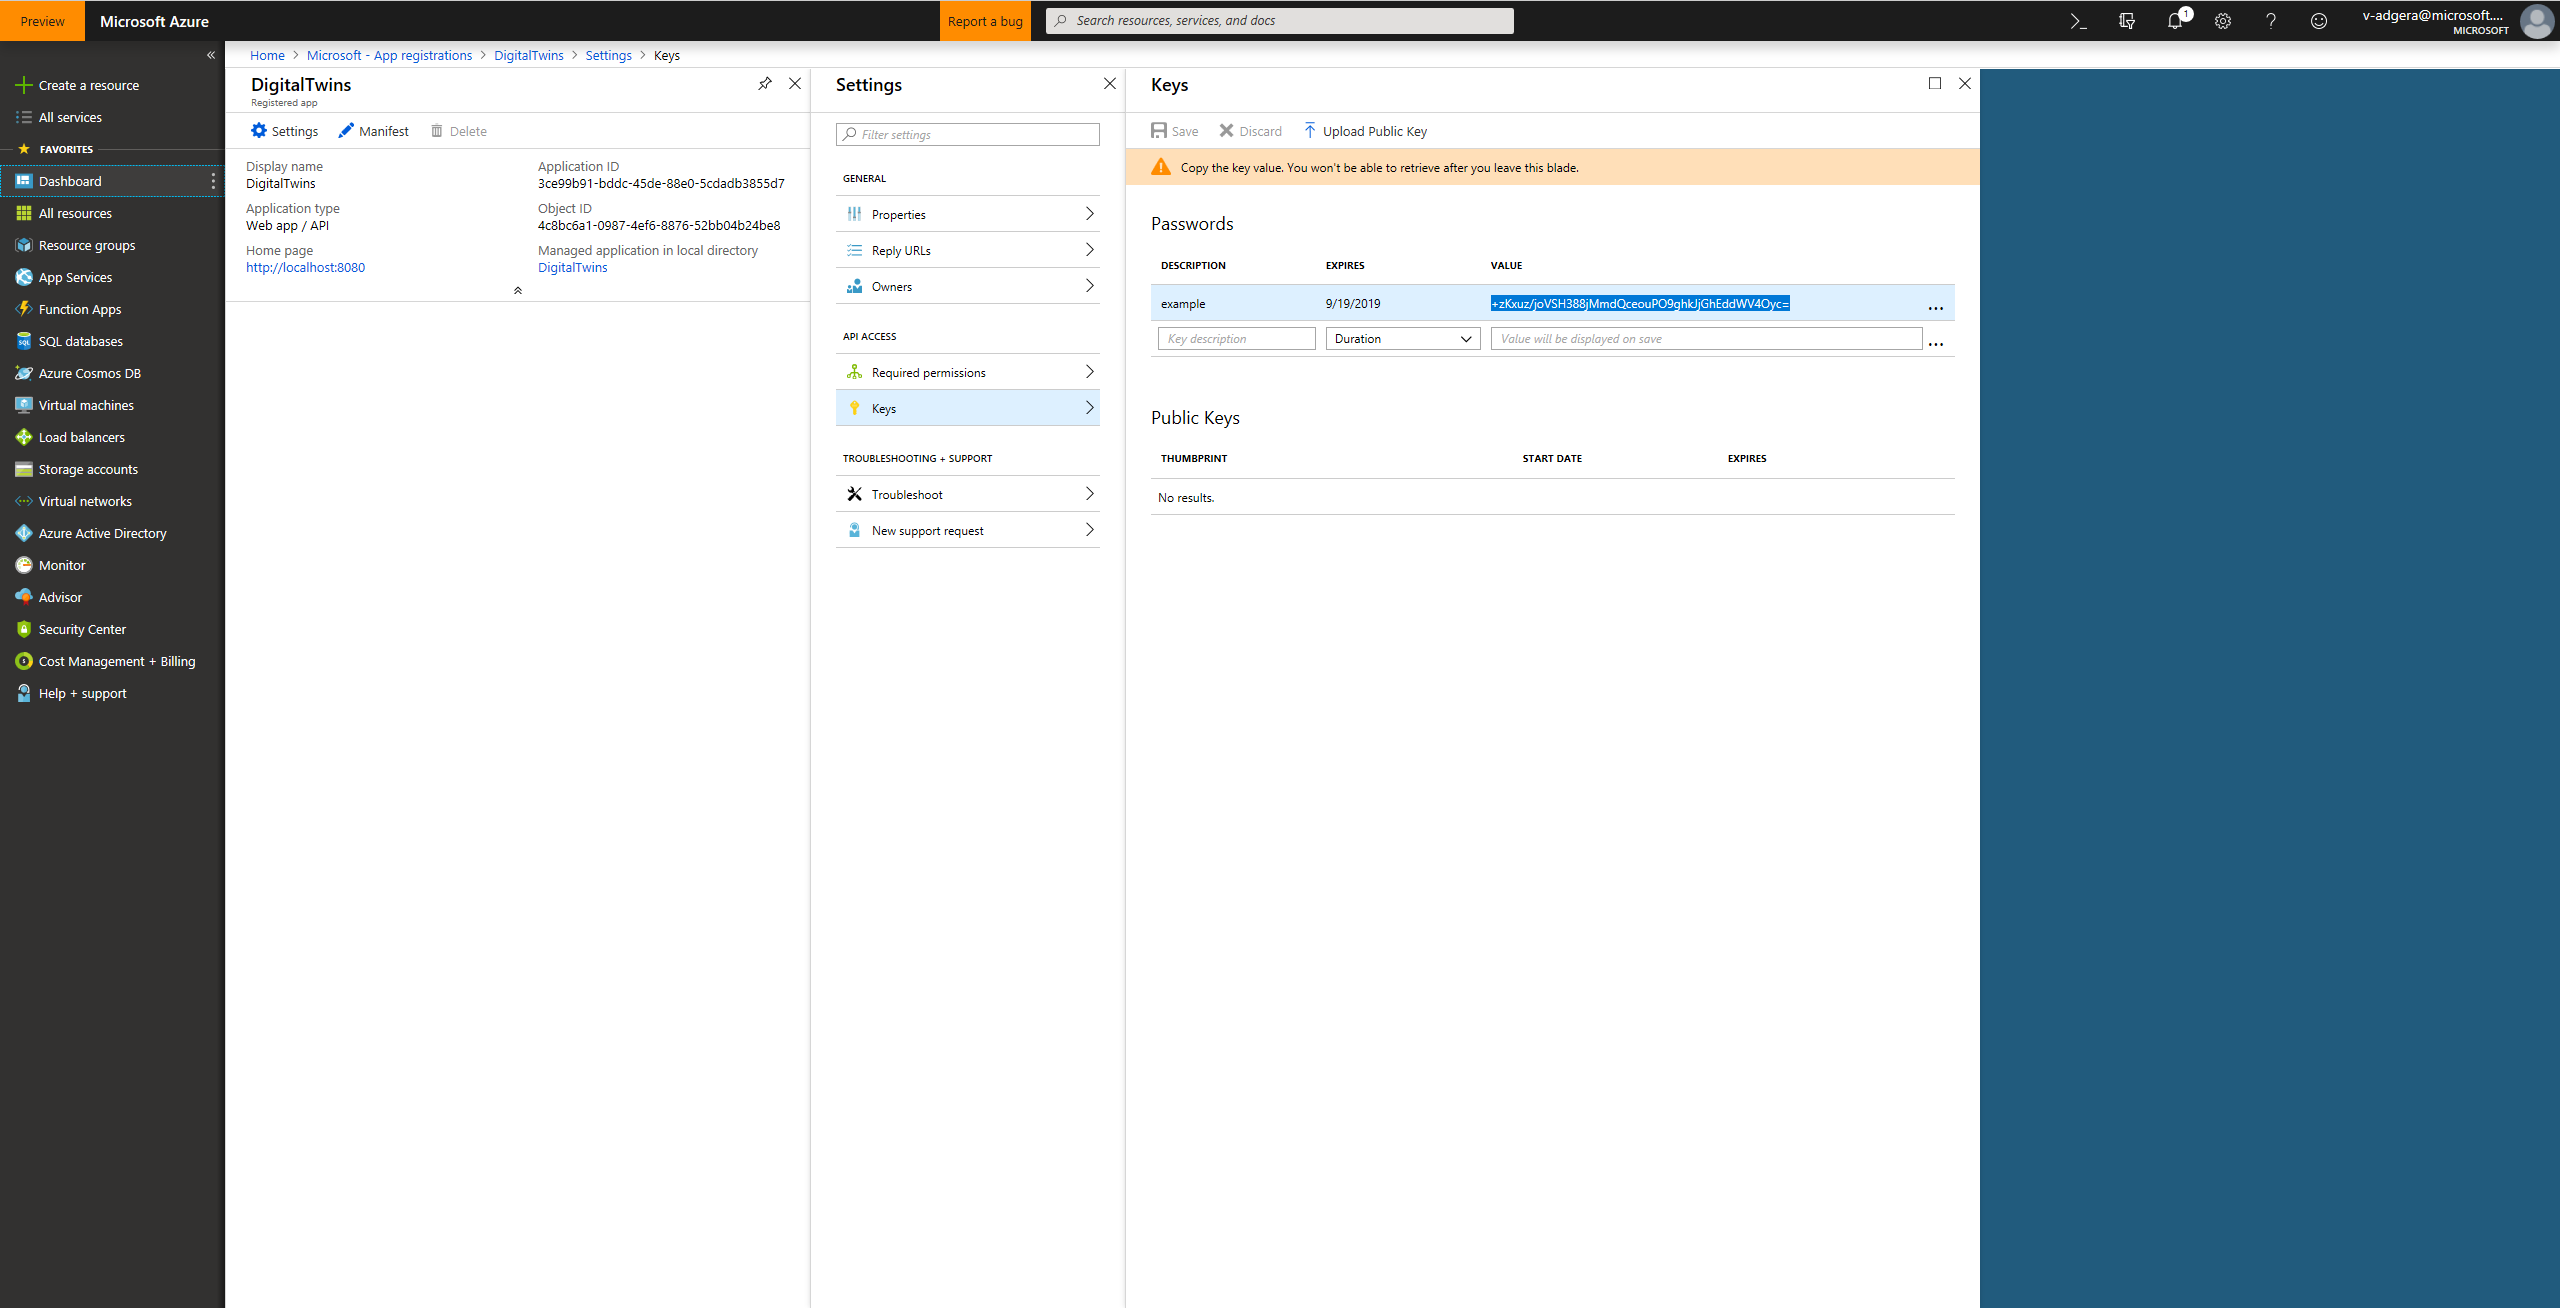 Preview
Microsoft Azure
Report a bug
Search resources, services, and docs
1
v-adgera@microsoft....
MICROSOFT
Home > Microsoft - App registrations > DigitalTwins > Settings > Keys
Create a resource
All services
FAVORITES
Dashboard
All resources
Resource groups
App Services
Function Apps
SQL databases
Azure Cosmos DB
Virtual machines
Load balancers
Storage accounts
Virtual networks
Azure Active Directory
Monitor
Advisor
Security Center
Cost Management + Billing
Help + support
DigitalTwins
Registered app
Settings Manifest Delete
Display name
DigitalTwins
Application type
Web app / API
Home page
http://localhost:8080
Application ID
3ce99b91-bddc-45de-88e0-5cdadb3855d7
Object ID
4c8bc6a1-0987-4ef6-8876-52bb04b24be8
Managed application in local directory
DigitalTwins
Settings
Filter settings
GENERAL
Properties
Reply URLs
Owners
API ACCESS
Required permissions
Keys
TROUBLESHOOTING + SUPPORT
Troubleshoot
New support request
Keys
Save Discard Upload Public Key
Copy the key value. You won't be able to retrieve after you leave this blade.
Passwords
DESCRIPTION EXPIRES VALUE
example 9/19/2019 +zKxuz/joVSH388jMmdQceouPO9ghkJjGhEddWV4Oyc= ...
Key description Duration Value will be displayed on save ...
Public Keys
THUMBPRINT START DATE EXPIRES
No results.